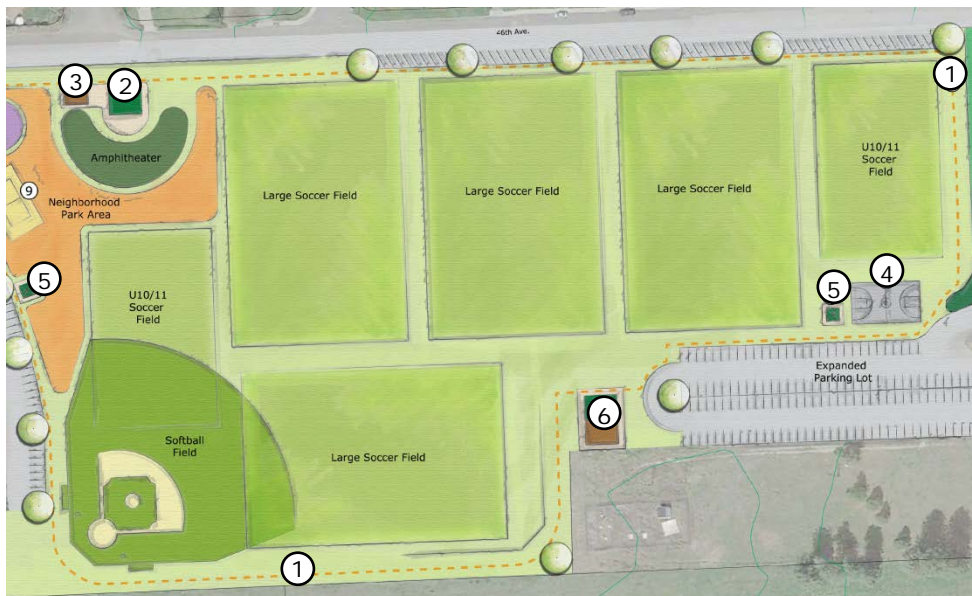 46th Ave.
3
2
1
Amphitheater
U10/11
Soccer
Field
9
Neighborhood
Park Area
Large Soccer Field
Large Soccer Field
Large Soccer Field
5
4
5
U10/11
Soccer
Field
Expanded
Parking Lot
6
Softball
Field
Large Soccer Field
1